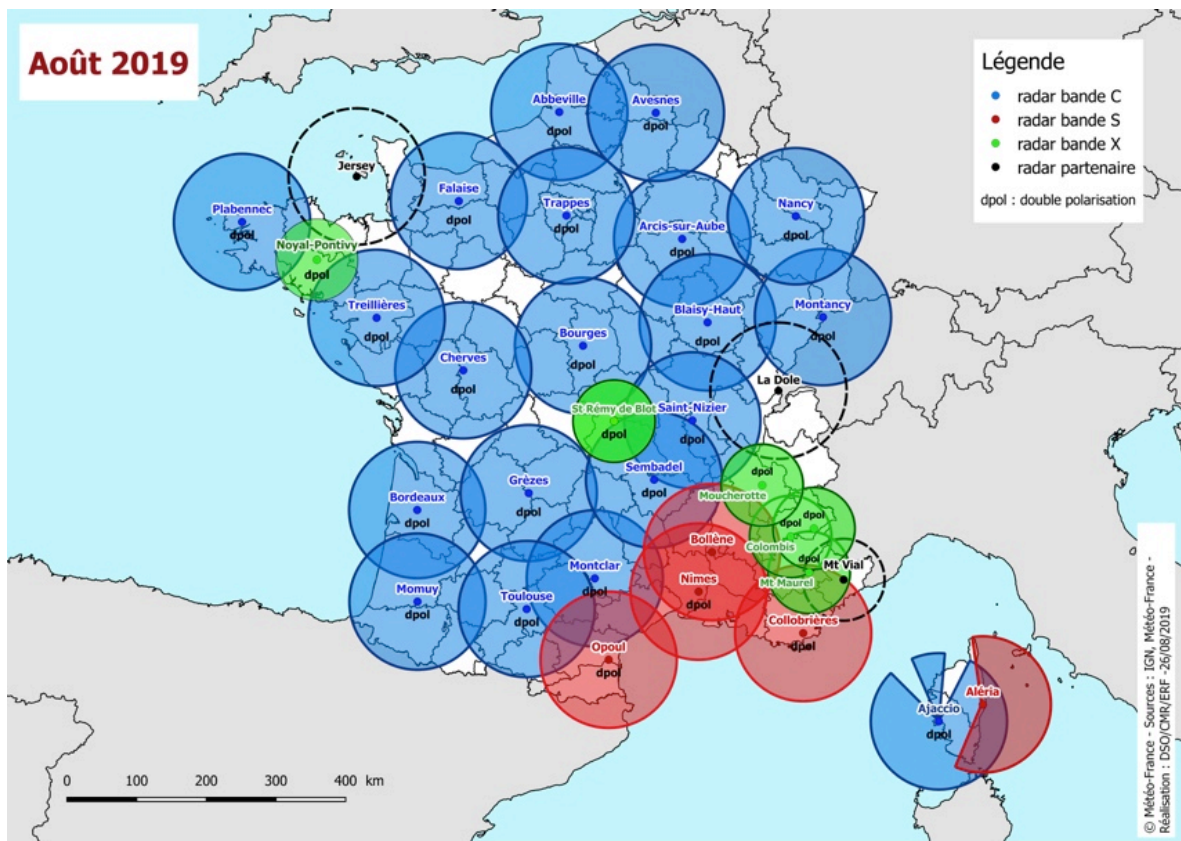 Août 2019
Légende
radar bande C
radar bande S
radar bande X
radar partenaire
dpol : double polarisation
Abbeville
dpol
Avesnes
dpol
Jersey
Falaise
dpol
Trappes
dpol
Nancy
dpol
Plabennec
dpol
Arcis-sur-Aube
dpol
Noyal-Pontivy
dpol
Treillières
dpol
Blaisy-Haut
dpol
Montancy
dpol
Bourges
dpol
Cherves
dpol
La Dole
St Rémy de Blot
dpol
Saint-Nizier
dpol
Sembadel
dpol
Grèzes
dpol
Bordeaux
dpol
dpol
Moucherotte
dpol
dpol
Colombis
Bollène
dpol
Mt Vial
Mt Maurel
Montclar
dpol
Nîmes
dpol
Momuy
dpol
Toulouse
dpol
Collobrières
dpol
Opoul
dpol
Aléria
Ajaccio
dpol
0 100 200 300 400 km
© Météo-France - Sources : IGN, Météo-France -
Réalisation : DSO/CMR/ERF -26/08/2019